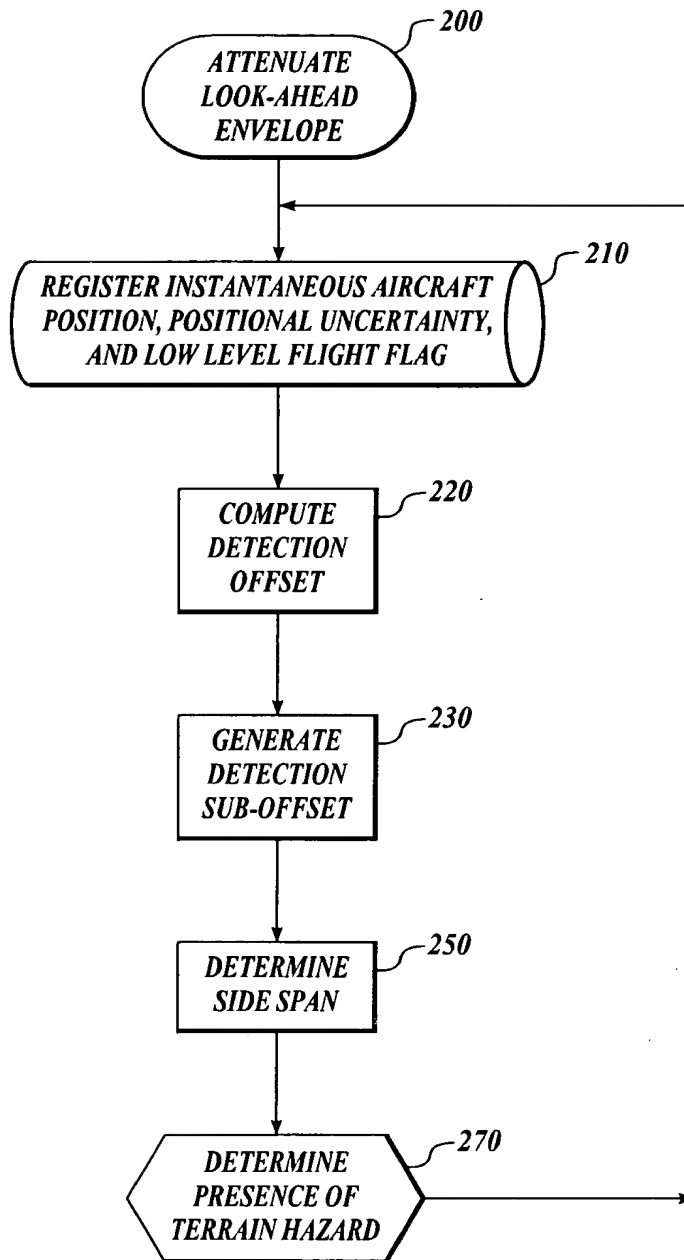 200
ATTENUATE
LOOK-AHEAD
ENVELOPE
210
REGISTER INSTANTANEOUS AIRCRAFT
POSITION, POSITIONAL UNCERTAINTY,
AND LOW LEVEL FLIGHT FLAG
220
COMPUTE
DETECTION
OFFSET
230
GENERATE
DETECTION
SUB-OFFSET
250
DETERMINE
SIDE SPAN
270
DETERMINE
PRESENCE OF
TERRAIN HAZARD